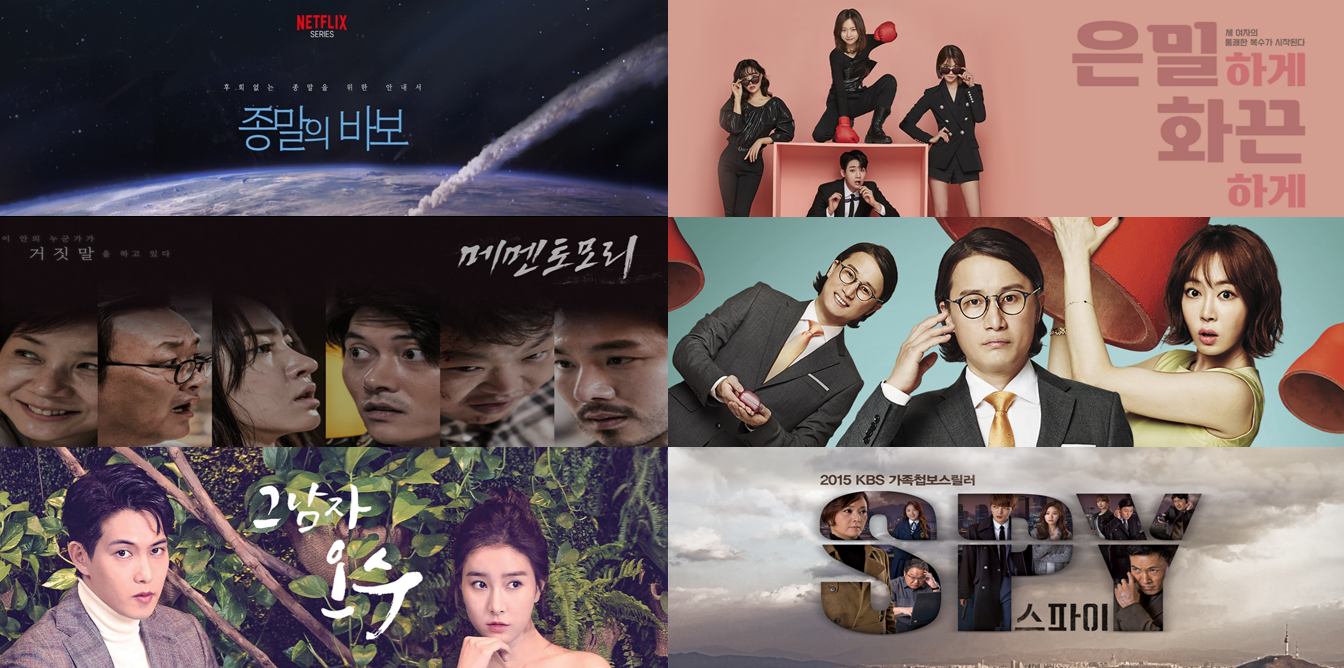 NETFLIX
SERIES
후회없는 종말을 위한 안내서
종말의 바보
세 여자의
통쾌한 복수가 시작된다
은밀하게
화끈
하게
이 안의 누군가가
거짓말을 하고 있다
메멘토모리
그남자
오수
2015 KBS 가족첩보스릴러
SPY
스파이